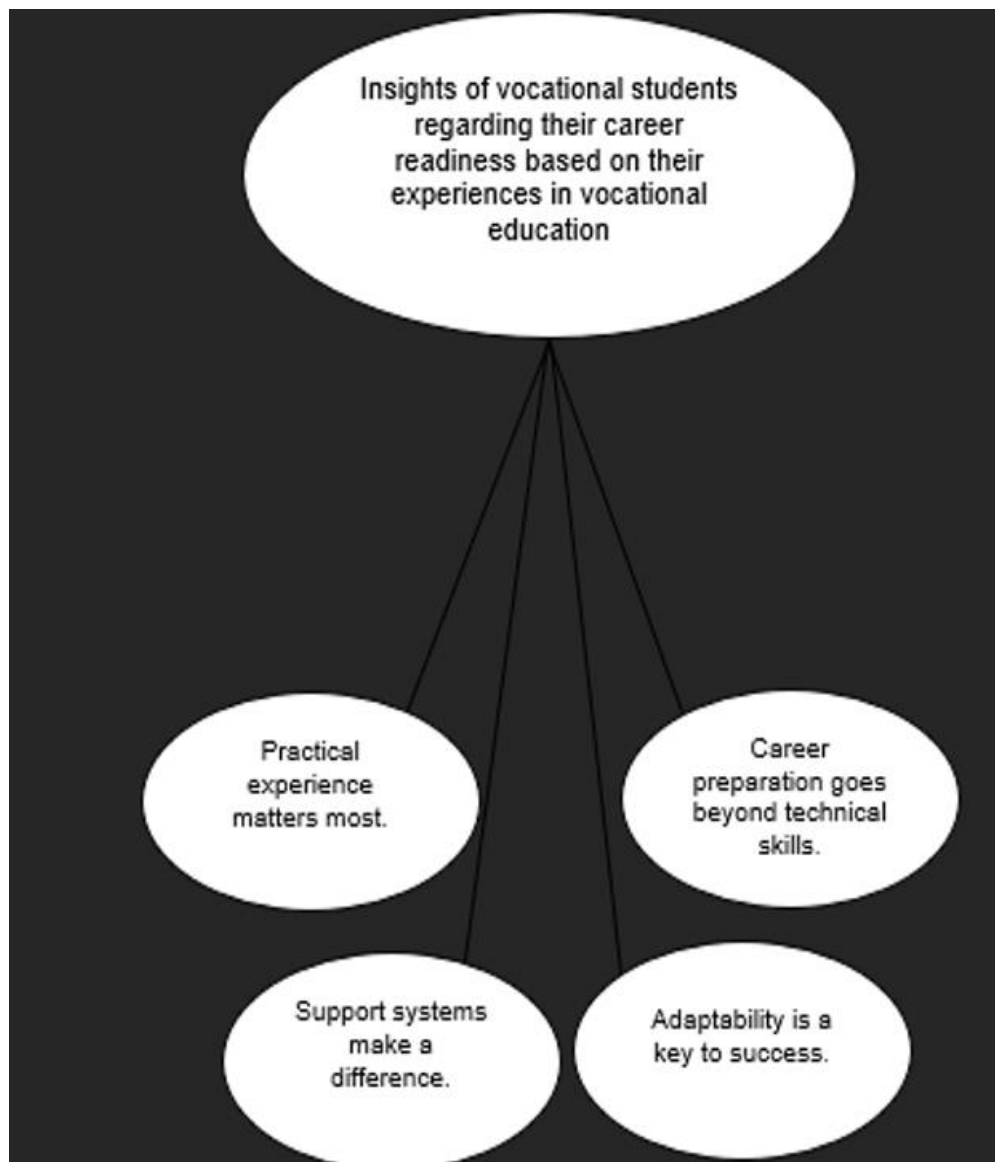 Insights of vocational students
regarding their career
readiness based on their
experiences in vocational
education
Practical
experience
matters most.
Career
preparation goes
beyond technical
skills.
Support systems
make a
difference.
Adaptability is a
key to success.